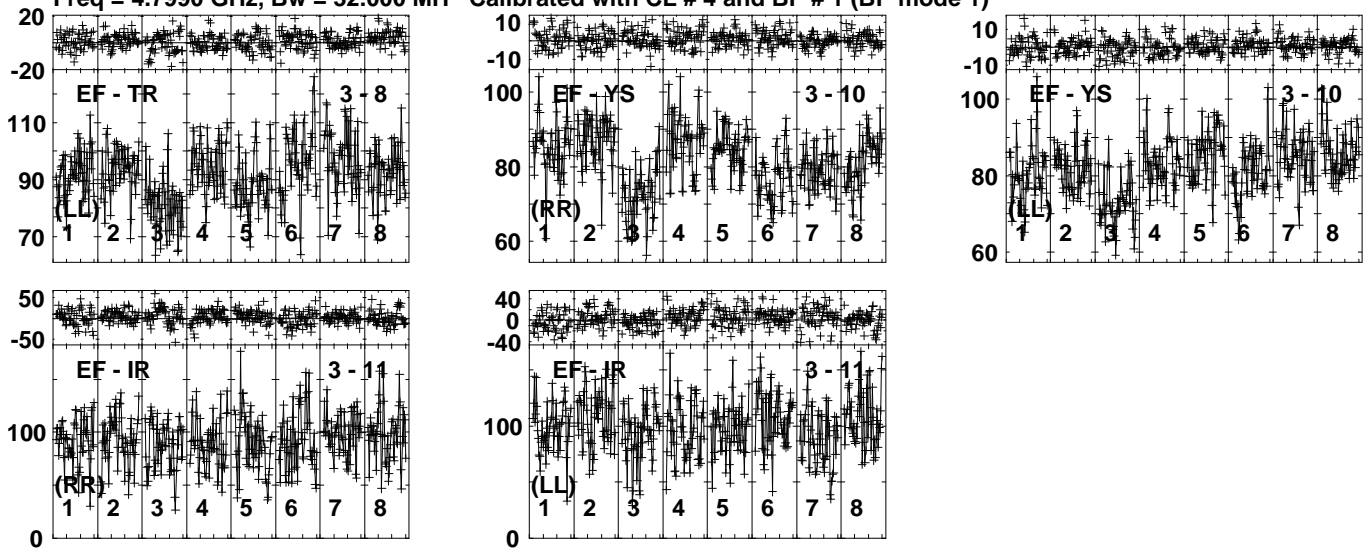 Freq = 4.7990 GHz, Bw = 32.000 MH Calibrated with CL # 4 and BP # 1 (BP mode 1)
20
-20
EF - TR 3 - 8
110
90
(LL)
70
1 2 3 4 5 6 7 8
10
-10
EF - YS 3 - 10
100
80
(RR)
60
1 2 3 4 5 6 7 8
10
-10
EF - YS 3 - 10
100
80
(LL)
60
1 2 3 4 5 6 7 8
50
-50
EF - IR 3 - 11
100
(RR)
1 2 3 4 5 6 7 8
0
40
0
-40
EF - IR 3 - 11
100
(LL)
1 2 3 4 5 6 7 8
0